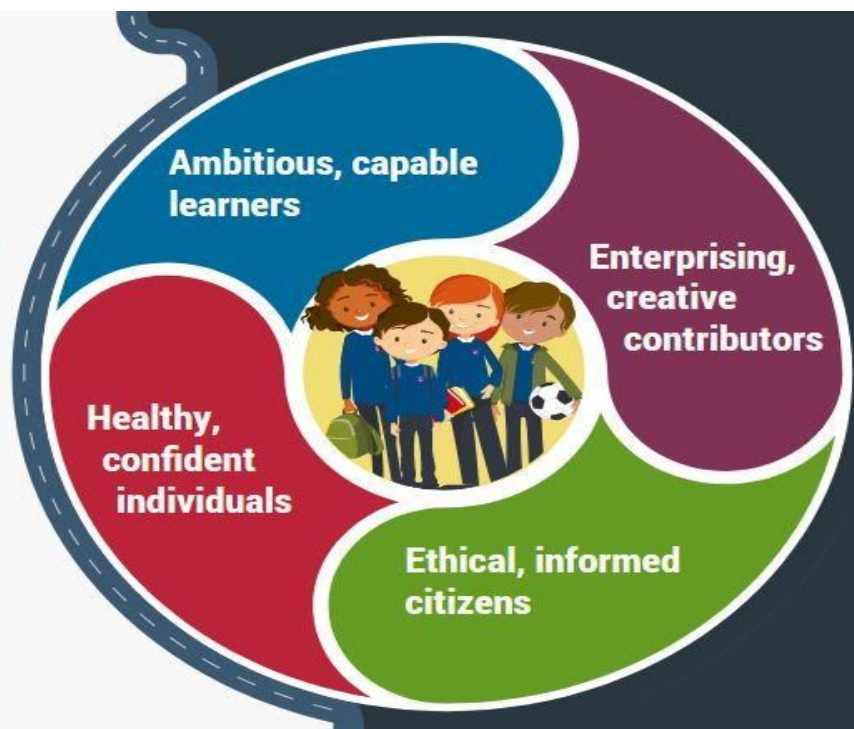 Ambitious, capable
learners
Enterprising,
creative
contributors
Healthy,
confident
individuals
Ethical, informed
citizens